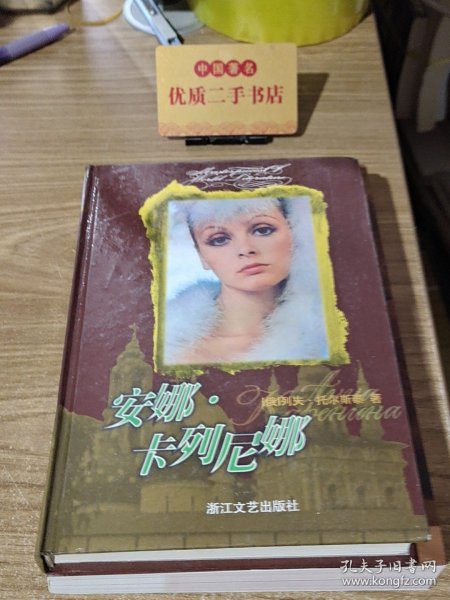 中国著名
优质二手书店
安娜·
卡列尼娜
[俄]列夫·托尔斯泰 著
Anna
Karenina
浙江文艺出版社
孔夫子旧书网
www.kongfz.com